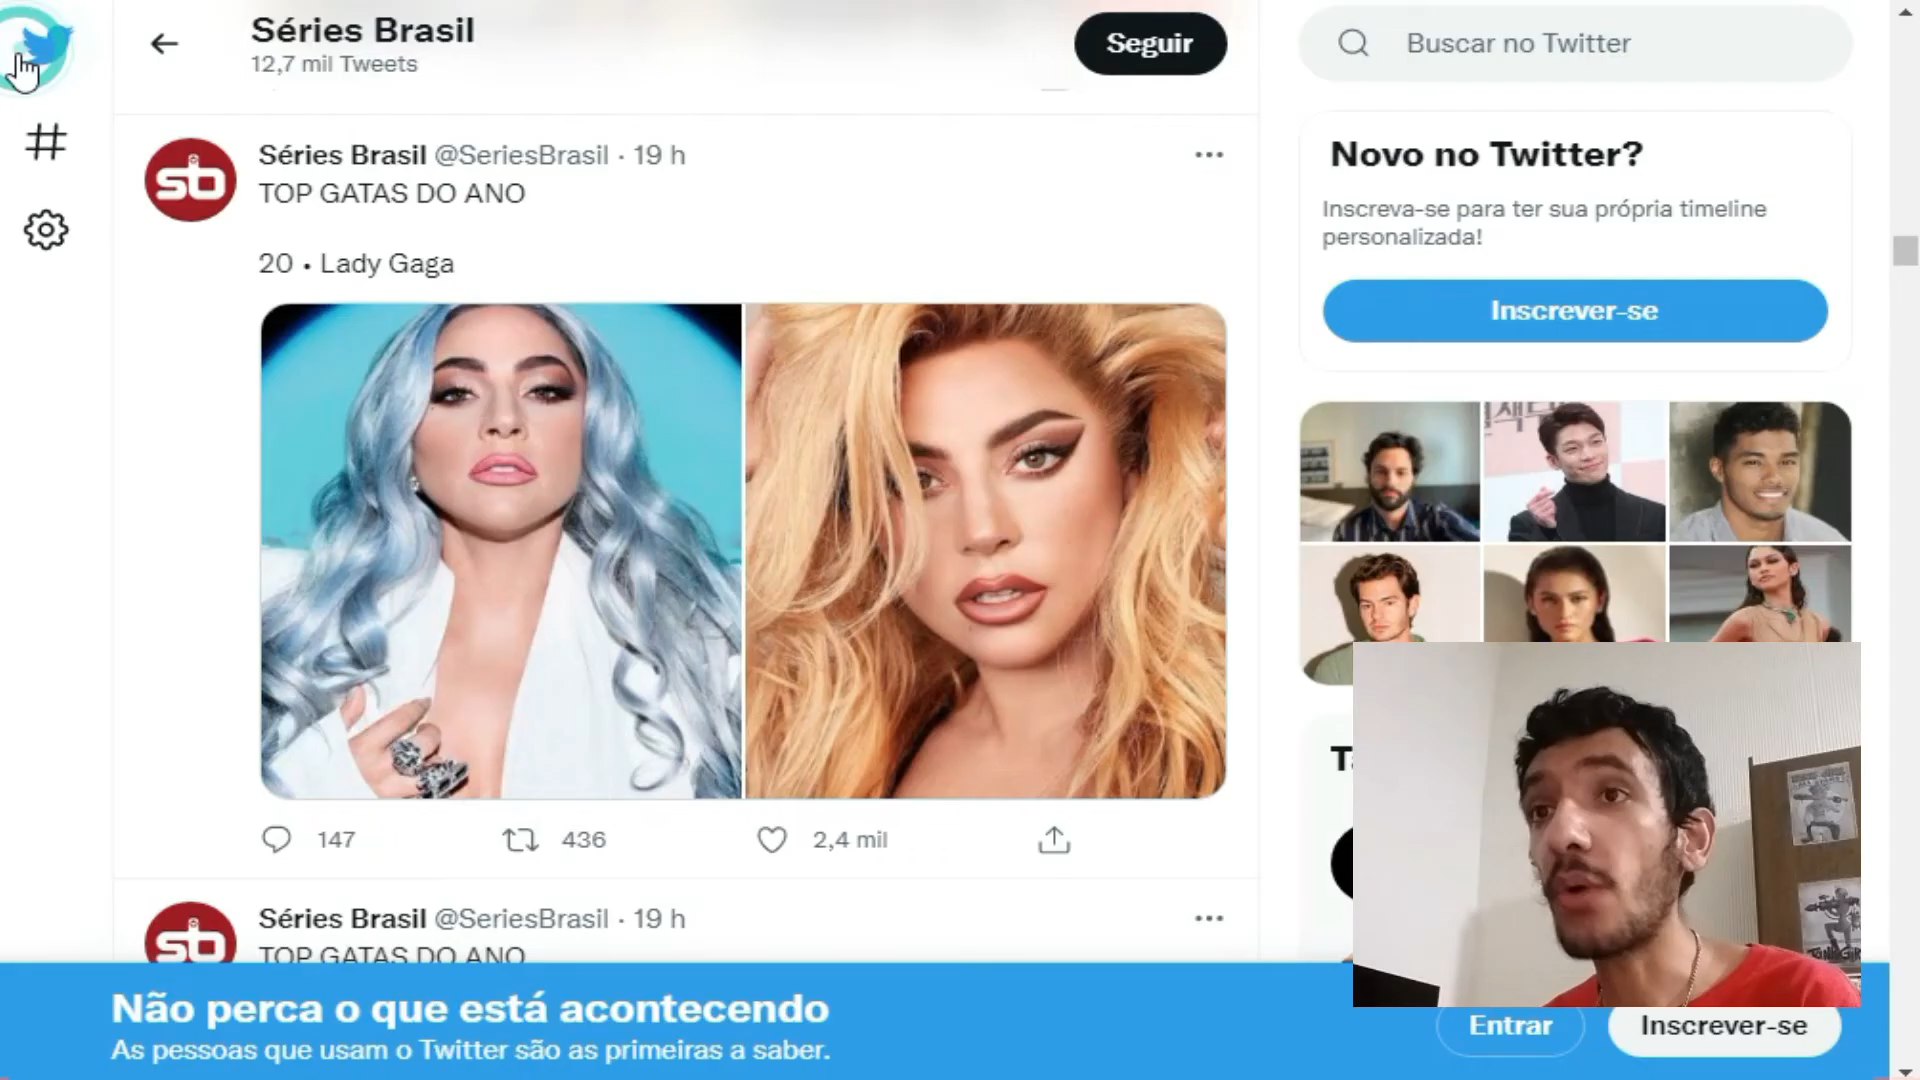 Séries Brasil
12,7 mil Tweets
Seguir
Buscar no Twitter
Séries Brasil @SeriesBrasil · 19 h
TOP GATAS DO ANO
20 • Lady Gaga
147
436
2,4 mil
Séries Brasil @SeriesBrasil · 19 h
TOP GATAS DO ANO
Novo no Twitter?
Inscreva-se para ter sua própria timeline
personalizada!
Inscrever-se
Não perca o que está acontecendo
As pessoas que usam o Twitter são as primeiras a saber.
Entrar
Inscrever-se
sb
sb